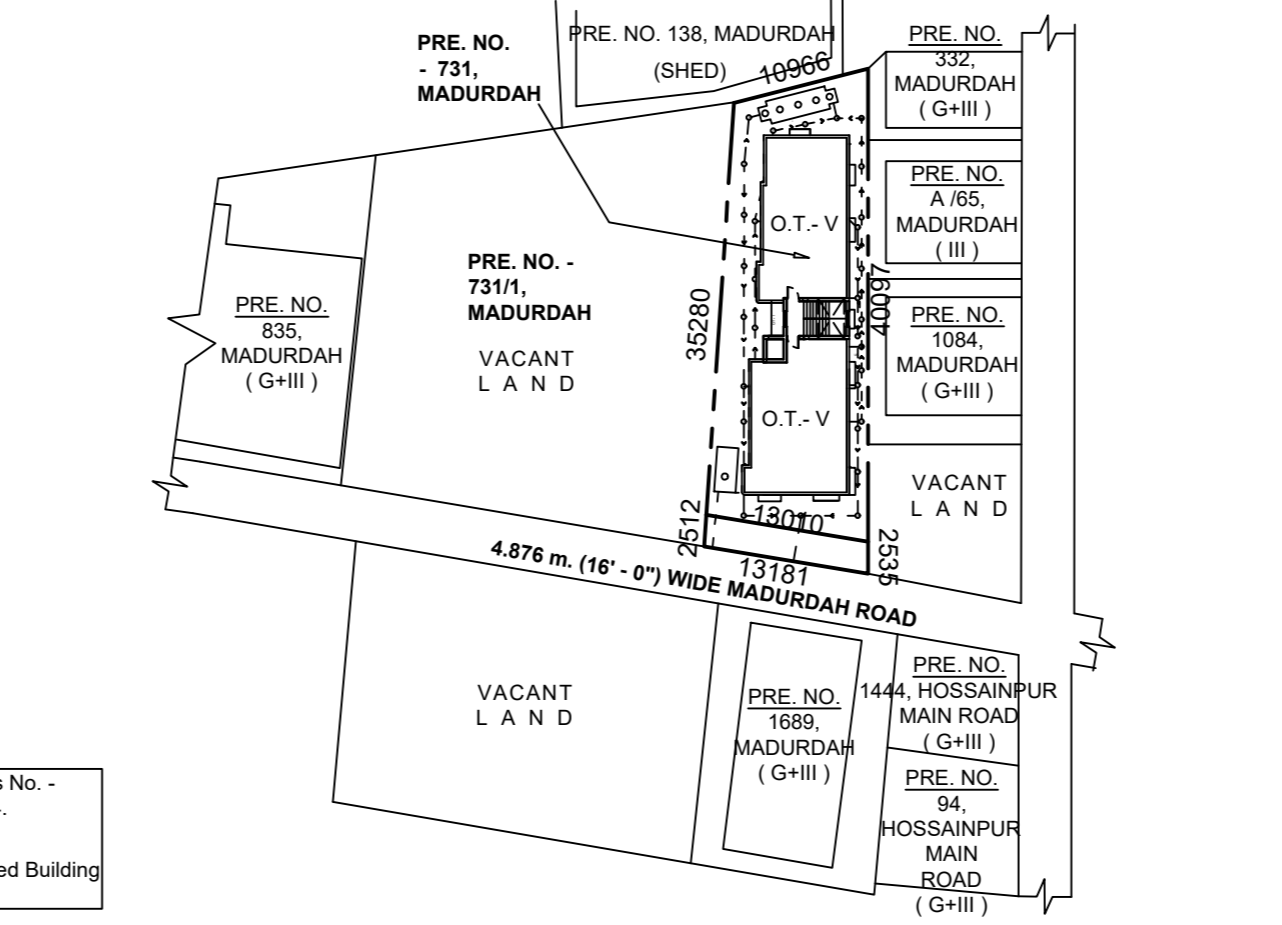 PRE. NO. 138, MADURDAH
(SHED)
PRE. NO.
- 731,
MADURDAH
10966
PRE. NO.
332,
MADURDAH
( G+III )
PRE. NO.
A /65,
MADURDAH
( III )
O.T.- V
PRE. NO. -
731/1,
MADURDAH
VACANT
L A N D
PRE. NO.
835,
MADURDAH
( G+III )
35280
40097
PRE. NO.
1084,
MADURDAH
( G+III )
O.T.- V
VACANT
L A N D
2512
13010
2535
13181
4.876 m. (16' - 0") WIDE MADURDAH ROAD
VACANT
L A N D
PRE. NO.
1689,
MADURDAH
( G+III )
PRE. NO.
1444, HOSSAINPUR
MAIN ROAD
( G+III )
PRE. NO.
94,
HOSSAINPUR
MAIN
ROAD
( G+III )
s No. -
ed Building